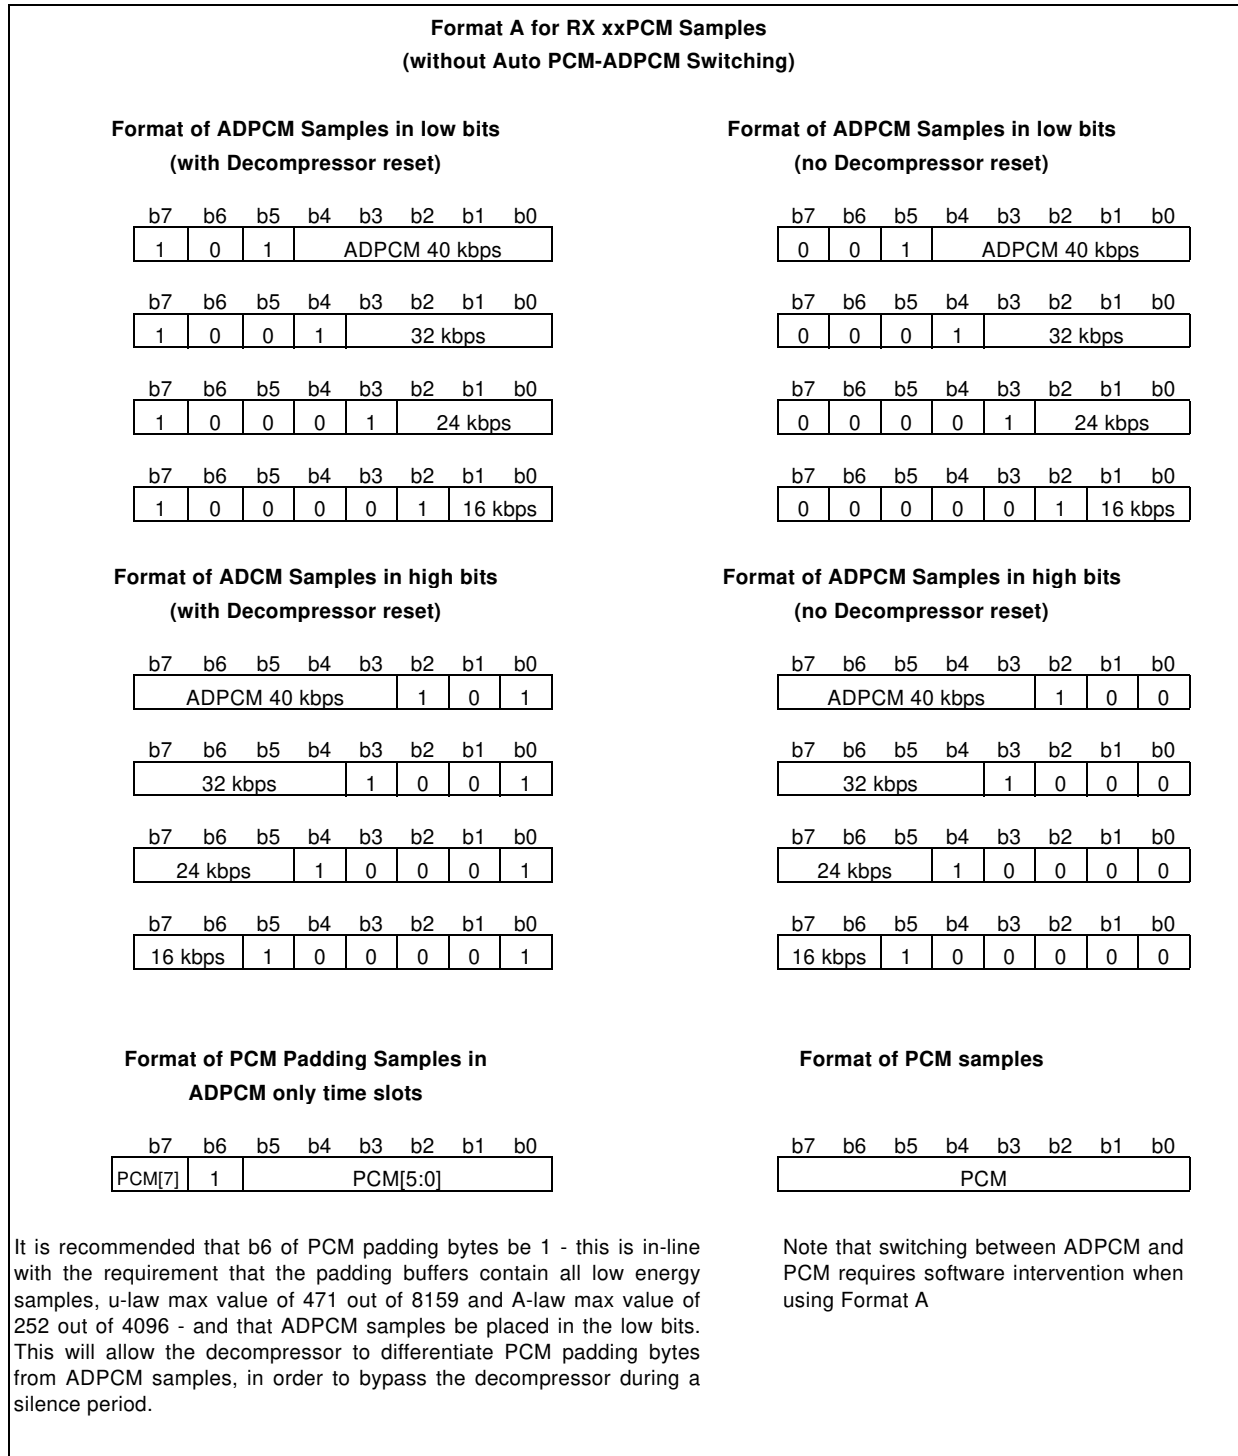 Format A for RX xxPCM Samples
(without Auto PCM-ADPCM Switching)
Format of ADPCM Samples in low bits
(with Decompressor reset)
b7 b6 b5 b4 b3 b2 b1 b0
1 0 1 ADPCM 40 kbps
b7 b6 b5 b4 b3 b2 b1 b0
1 0 0 1 32 kbps
b7 b6 b5 b4 b3 b2 b1 b0
1 0 0 0 1 24 kbps
b7 b6 b5 b4 b3 b2 b1 b0
1 0 0 0 0 1 16 kbps
Format of ADPCM Samples in low bits
(no Decompressor reset)
b7 b6 b5 b4 b3 b2 b1 b0
0 0 1 ADPCM 40 kbps
b7 b6 b5 b4 b3 b2 b1 b0
0 0 0 1 32 kbps
b7 b6 b5 b4 b3 b2 b1 b0
0 0 0 0 1 24 kbps
b7 b6 b5 b4 b3 b2 b1 b0
0 0 0 0 0 1 16 kbps
Format of ADCM Samples in high bits
(with Decompressor reset)
b7 b6 b5 b4 b3 b2 b1 b0
ADPCM 40 kbps 1 0 1
b7 b6 b5 b4 b3 b2 b1 b0
32 kbps 1 0 0 1
b7 b6 b5 b4 b3 b2 b1 b0
24 kbps 1 0 0 0 1
b7 b6 b5 b4 b3 b2 b1 b0
16 kbps 1 0 0 0 0 1
Format of ADPCM Samples in high bits
(no Decompressor reset)
b7 b6 b5 b4 b3 b2 b1 b0
ADPCM 40 kbps 1 0 0
b7 b6 b5 b4 b3 b2 b1 b0
32 kbps 1 0 0 0
b7 b6 b5 b4 b3 b2 b1 b0
24 kbps 1 0 0 0 0
b7 b6 b5 b4 b3 b2 b1 b0
16 kbps 1 0 0 0 0 0
Format of PCM Padding Samples in
ADPCM only time slots
b7 b6 b5 b4 b3 b2 b1 b0
PCM[7] 1 PCM[5:0]
It is recommended that b6 of PCM padding bytes be 1 - this is in-line
with the requirement that the padding buffers contain all low energy
samples, u-law max value of 471 out of 8159 and A-law max value of
252 out of 4096 - and that ADPCM samples be placed in the low bits.
This will allow the decompressor to differentiate PCM padding bytes
from ADPCM samples, in order to bypass the decompressor during a
silence period.
Format of PCM samples
b7 b6 b5 b4 b3 b2 b1 b0
PCM
Note that switching between ADPCM and
PCM requires software intervention when
using Format A